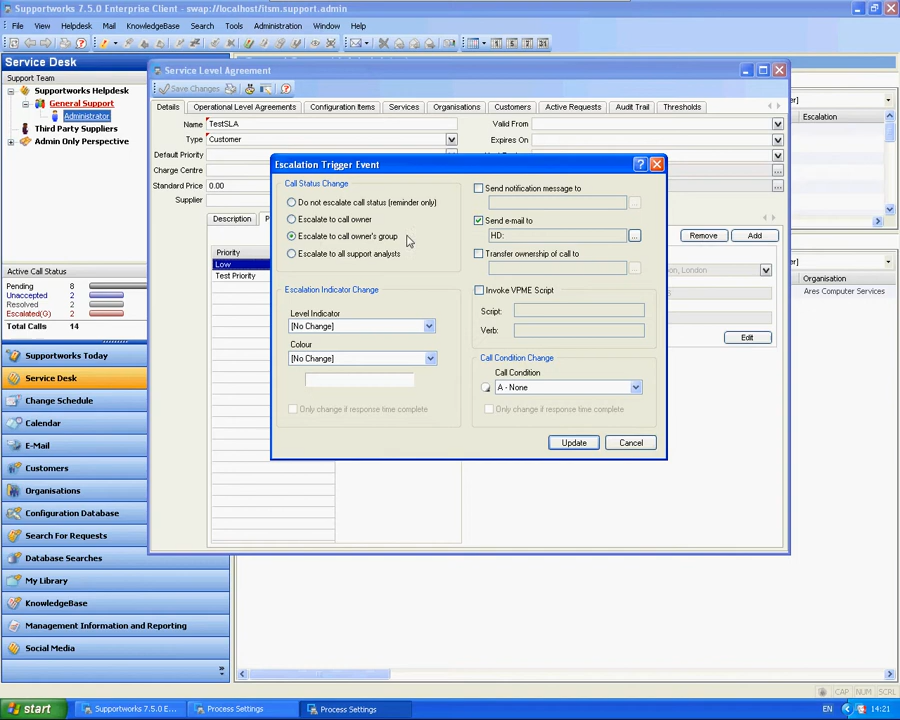 Supportworks 7.5.0 Enterprise Client - swap://localhost/itsm.support.admin
File View Helpdesk Mail KnowledgeBase Search Tools Administration Window Help
Service Desk
Support Team
Supportworks Helpdesk
General Support
Administrator
Third Party Suppliers
Admin Only Perspective
Active Call Status
Pending 8
Unaccepted 2
Resolved 2
Escalated(G) 2
Total Calls 14
Supportworks Today
Service Desk
Change Schedule
Calendar
E-Mail
Customers
Organisations
Configuration Database
Search For Requests
Database Searches
My Library
KnowledgeBase
Management Information and Reporting
Social Media
Service Level Agreement
Save Changes
Details Operational Level Agreements Configuration Items Services Organisations Customers Active Requests Audit Trail Thresholds
Name TestSLA Valid From
Type Customer Expires On
Default Priority
Charge Centre
Standard Price 0.00
Supplier
Description
Priority
Low
Test Priority
Remove Add
London
Edit
Escalation Trigger Event
Call Status Change
Do not escalate call status (reminder only)
Escalate to call owner
Escalate to call owner's group
Escalate to all support analysts
Send notification message to
Send e-mail to
HD:
Transfer ownership of call to
Escalation Indicator Change
Level Indicator
[No Change]
Colour
[No Change]
Only change if response time complete
Invoke VPME Script
Script:
Verb:
Call Condition Change
Call Condition
A - None
Only change if response time complete
Update Cancel
Escalation
Organisation
Ares Computer Services
CAP NUM SCRL
start Supportworks 7.5.0 E... Process Settings Process Settings EN 14:21